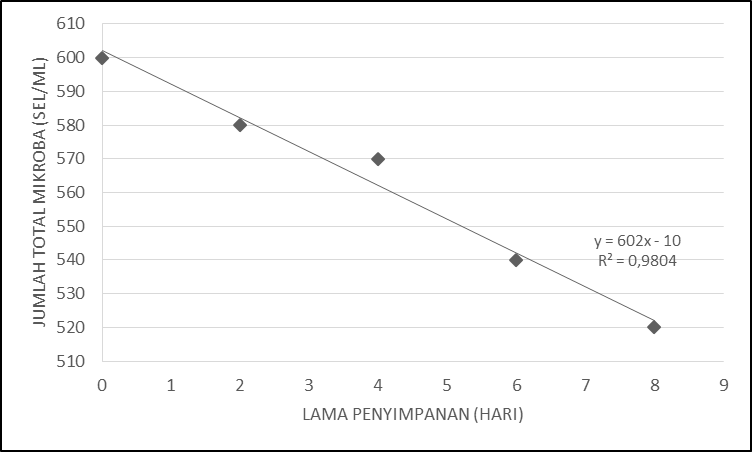 JUMLAH TOTAL MIKROBA (SEL/ML)
610
600
590
580
570
560
550
540
530
520
510
y = 602x - 10
R² = 0,9804
0 1 2 3 4 5 6 7 8 9
LAMA PENYIMPANAN (HARI)